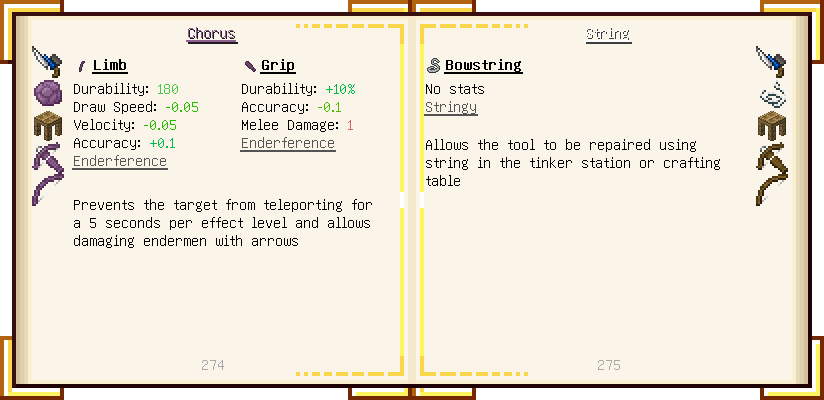 Chorus
Limb
Durability: 180
Draw Speed: -0.05
Velocity: -0.05
Accuracy: +0.1
Enderference
Grip
Durability: +10%
Accuracy: -0.1
Melee Damage: 1
Enderference
Prevents the target from teleporting for
a 5 seconds per effect level and allows
damaging endermen with arrows
274
String
Bowstring
No stats
Stringy
Allows the tool to be repaired using
string in the tinker station or crafting
table
275